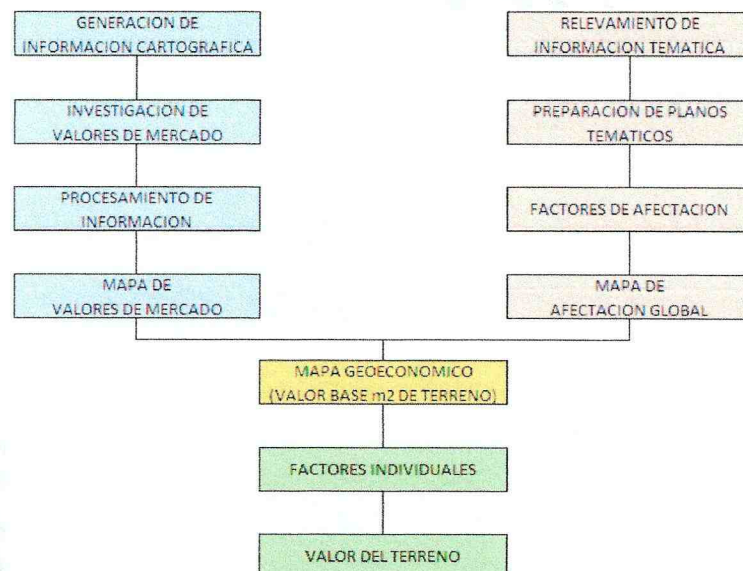 GENERACION DE
INFORMACION CARTOGRAFICA
INVESTIGACION DE
VALORES DE MERCADO
PROCESAMIENTO DE
INFORMACION
MAPA DE
VALORES DE MERCADO
RELEVAMIENTO DE
INFORMACION TEMATICA
PREPARACION DE PLANOS
TEMATICOS
FACTORES DE AFECTACION
MAPA DE
AFECTACION GLOBAL
MAPA GEOECONOMICO
(VALOR BASE m2 DE TERRENO)
FACTORES INDIVIDUALES
VALOR DEL TERRENO